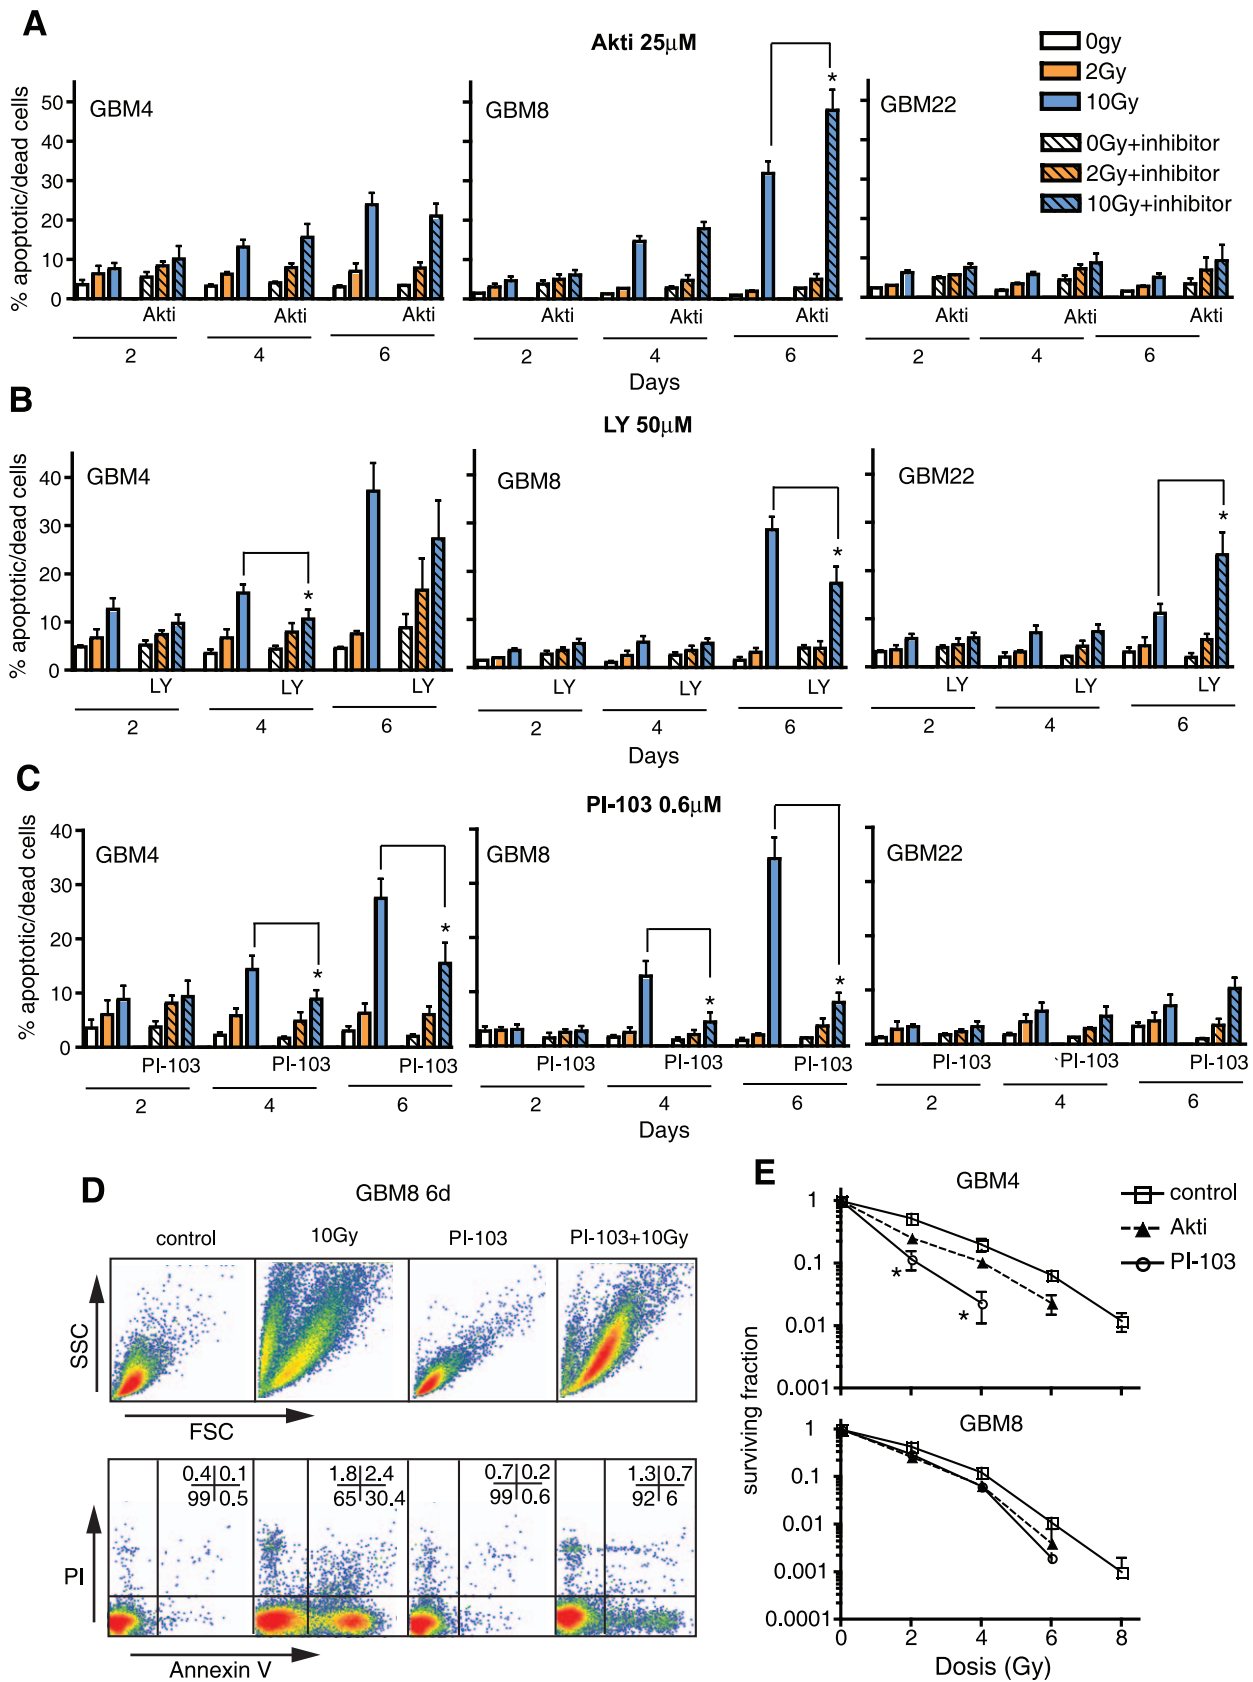 A
Akti 25μM
0gy
2Gy
10Gy
0Gy+inhibitor
2Gy+inhibitor
10Gy+inhibitor
% apoptotic/dead cells
50
40
30
20
10
0
GBM4
GBM8
GBM22
Akti Akti Akti
2 4 6
Akti Akti Akti
2 4 6
Akti Akti Akti
2 4 6
Days
B
LY 50μM
% apoptotic/dead cells
40
30
20
10
0
GBM4
GBM8
GBM22
*
*
*
LY LY LY
2 4 6
LY LY LY
2 4 6
LY LY LY
2 4 6
Days
C
PI-103 0.6μM
% apoptotic/dead cells
40
30
20
10
0
GBM4
GBM8
GBM22
* *
* *
PI-103 PI-103 PI-103
2 4 6
PI-103 PI-103 PI-103
2 4 6
PI-103 PI-103 PI-103
2 4 6
Days
D
GBM8 6d
control 10Gy PI-103 PI-103+10Gy
SSC
FSC
0.4 0.1
99 0.5
1.8 2.4
65 30.4
0.7 0.2
99 0.6
1.3 0.7
92 6
PI
Annexin V
E
GBM4
control
Akti
PI-103
1
0.1
0.01
0.001
*
*
surviving fraction
GBM8
1
0.1
0.01
0.001
0.0001
0 2 4 6 8
Dosis (Gy)